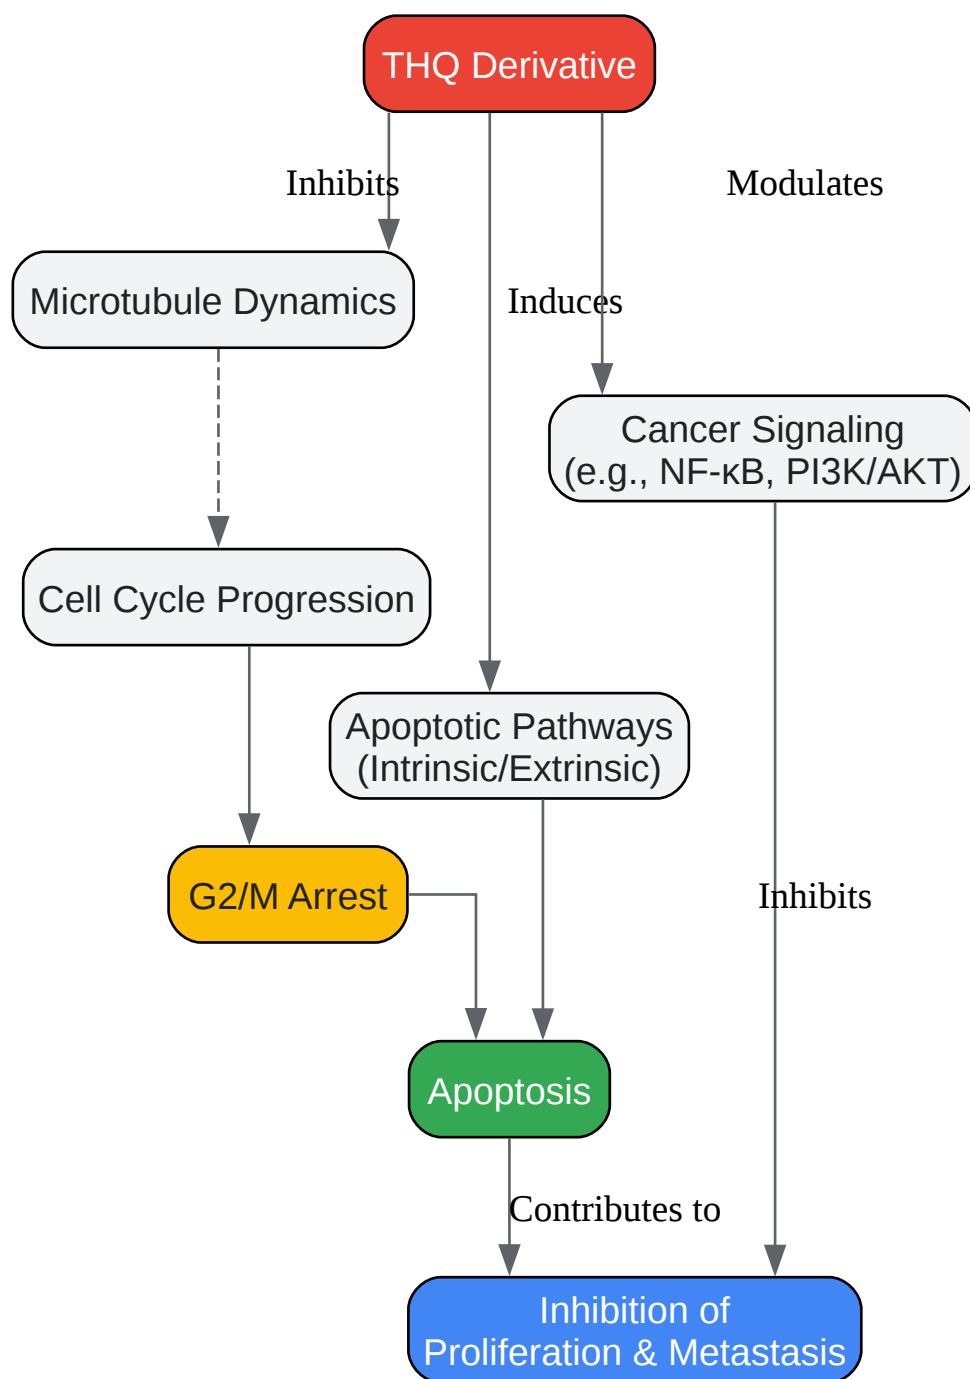 THQ Derivative
Inhibits
Modulates
Microtubule Dynamics
Induces
Cancer Signaling
(e.g., NF-κB, PI3K/AKT)
Cell Cycle Progression
Apoptotic Pathways
(Intrinsic/Extrinsic)
G2/M Arrest
Inhibits
Apoptosis
Contributes to
Inhibition of
Proliferation & Metastasis